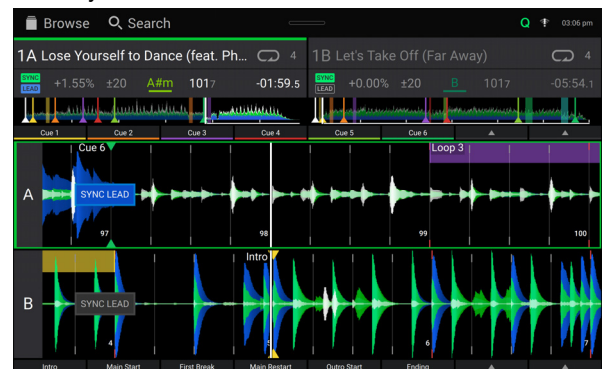 Browse Search Q 03:06 pm
1A Lose Yourself to Dance (feat. Ph... 4 1B Let's Take Off (Far Away) 4
SYNC LEAD +1.55% ±20 A#m 1017 -01:59.5 SYNC LEAD +0.00% ±20 B 1017 -05:54.1
Cue 1 Cue 2 Cue 3 Cue 4 Cue 5 Cue 6
Cue 6 Loop 3
A SYNC LEAD
97 98 99 100
Intro
B SYNC LEAD
4 5 6 7
Intro Main Start First Break Main Restart Outro Start Ending